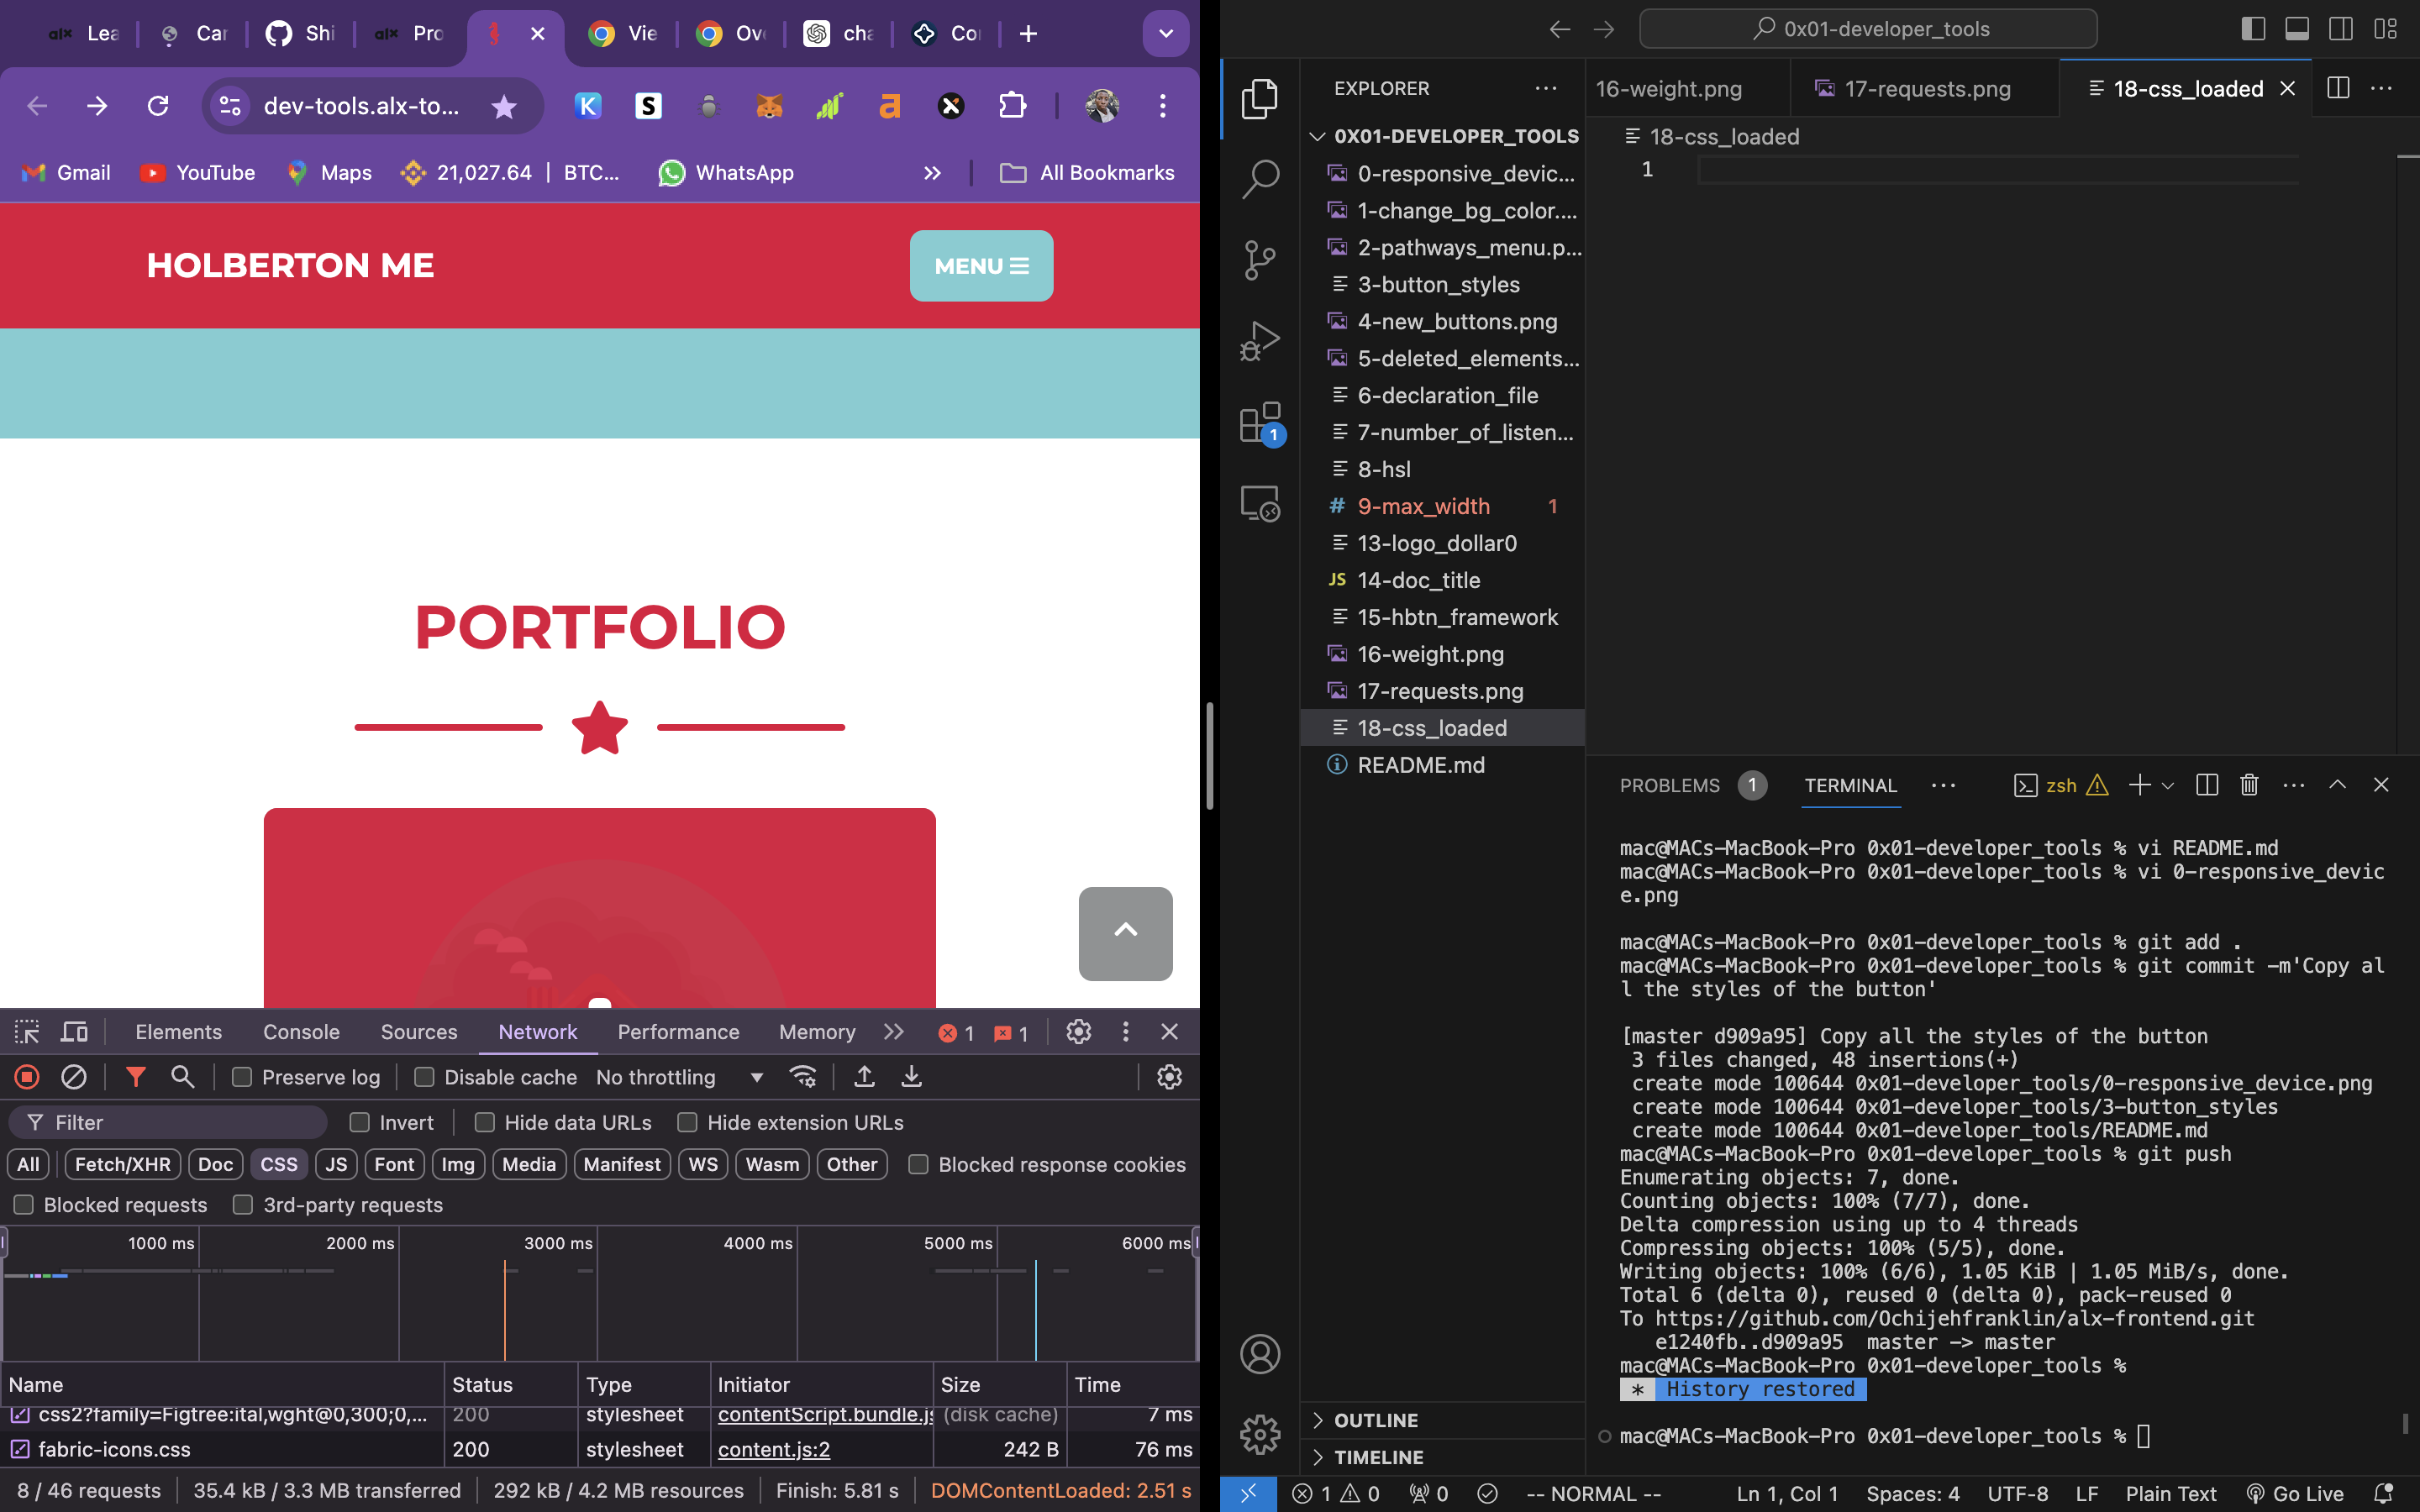 Lea
Car
Shi
Pro
Vie
Ov
cha
Co
dev-tools.alx-to...
Gmail
YouTube
Maps
21,027.64 | BTC...
WhatsApp
All Bookmarks
HOLBERTON ME
MENU
PORTFOLIO
Elements
Console
Sources
Network
Performance
Memory
1
1
Preserve log
Disable cache
No throttling
Filter
Invert
Hide data URLs
Hide extension URLs
All
Fetch/XHR
Doc
CSS
JS
Font
Img
Media
Manifest
WS
Wasm
Other
Blocked response cookies
Blocked requests
3rd-party requests
1000 ms
2000 ms
3000 ms
4000 ms
5000 ms
6000 ms
Name
Status
Type
Initiator
Size
Time
css2?family=Figtree:ital,wght@0,300;0,...
200
stylesheet
contentScript.bundle.js
(disk cache)
7 ms
fabric-icons.css
200
stylesheet
content.js:2
242 B
76 ms
8 / 46 requests
35.4 kB / 3.3 MB transferred
292 kB / 4.2 MB resources
Finish: 5.81 s
DOMContentLoaded: 2.51 s
0x01-developer_tools
EXPLORER
0X01-DEVELOPER_TOOLS
0-responsive_devic...
1-change_bg_color....
2-pathways_menu.p...
3-button_styles
4-new_buttons.png
5-deleted_elements...
6-declaration_file
7-number_of_listen...
8-hsl
9-max_width
1
13-logo_dollar0
JS 14-doc_title
15-hbtn_framework
16-weight.png
17-requests.png
18-css_loaded
README.md
OUTLINE
TIMELINE
1
16-weight.png
17-requests.png
18-css_loaded
18-css_loaded
1
PROBLEMS 1
TERMINAL
zsh
mac@MACs-MacBook-Pro 0x01-developer_tools % vi README.md
mac@MACs-MacBook-Pro 0x01-developer_tools % vi 0-responsive_devic
e.png
mac@MACs-MacBook-Pro 0x01-developer_tools % git add .
mac@MACs-MacBook-Pro 0x01-developer_tools % git commit -m'Copy al
l the styles of the button'
[master d909a95] Copy all the styles of the button
3 files changed, 48 insertions(+)
create mode 100644 0x01-developer_tools/0-responsive_device.png
create mode 100644 0x01-developer_tools/3-button_styles
create mode 100644 0x01-developer_tools/README.md
mac@MACs-MacBook-Pro 0x01-developer_tools % git push
Enumerating objects: 7, done.
Counting objects: 100% (7/7), done.
Delta compression using up to 4 threads
Compressing objects: 100% (5/5), done.
Writing objects: 100% (6/6), 1.05 KiB | 1.05 MiB/s, done.
Total 6 (delta 0), reused 0 (delta 0), pack-reused 0
To https://github.com/Ochijehfranklin/alx-frontend.git
e1240fb..d909a95  master -> master
mac@MACs-MacBook-Pro 0x01-developer_tools %
* History restored
mac@MACs-MacBook-Pro 0x01-developer_tools %
1
0
0
-- NORMAL --
Ln 1, Col 1
Spaces: 4
UTF-8
LF
Plain Text
Go Live